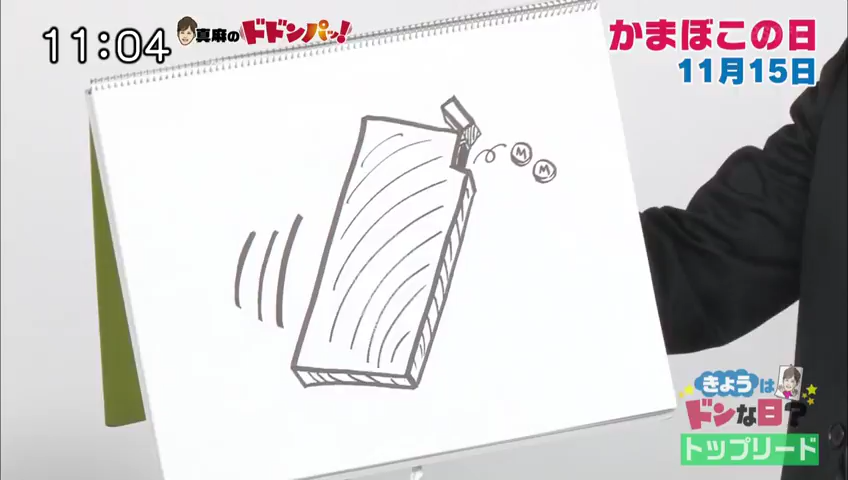 11:04
真麻のドドンパッ!
かまぼこの日
11月15日
M
M
きょうは
ドンな日?
トップリード